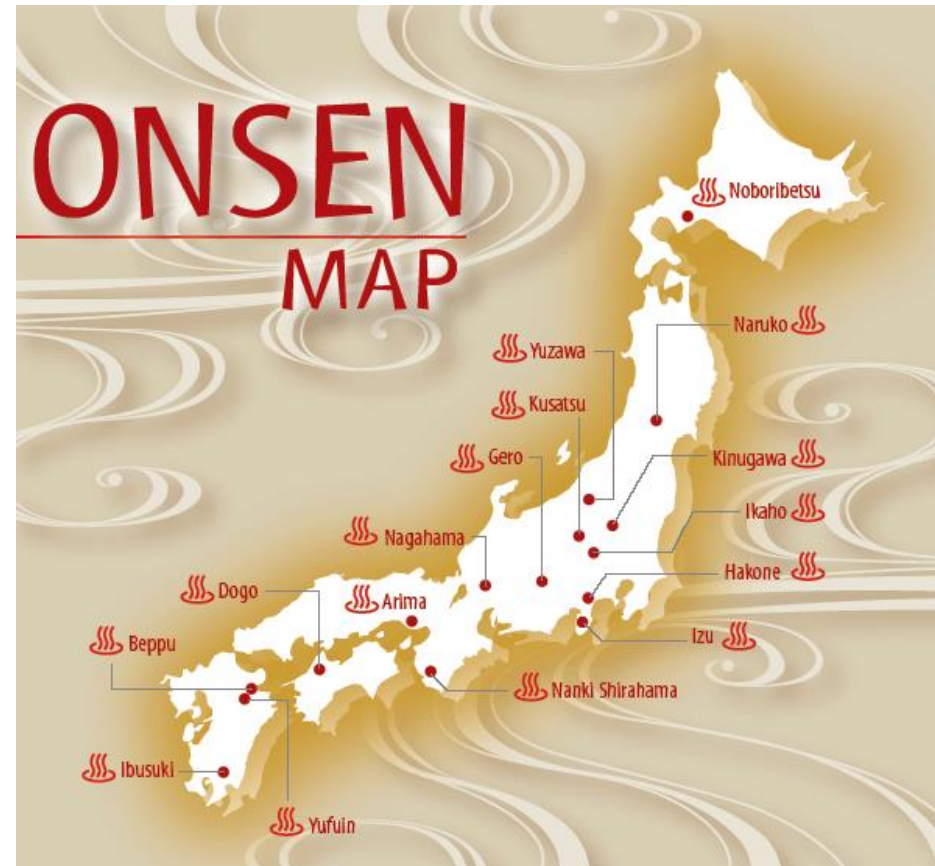 ONSEN
MAP
Noboribetsu
Naruko
Yuzawa
Kusatsu
Gero
Kinugawa
Ikaho
Nagahama
Hakone
Dogo
Arima
Izu
Beppu
Nanki Shirahama
Ibusuki
Yufuin